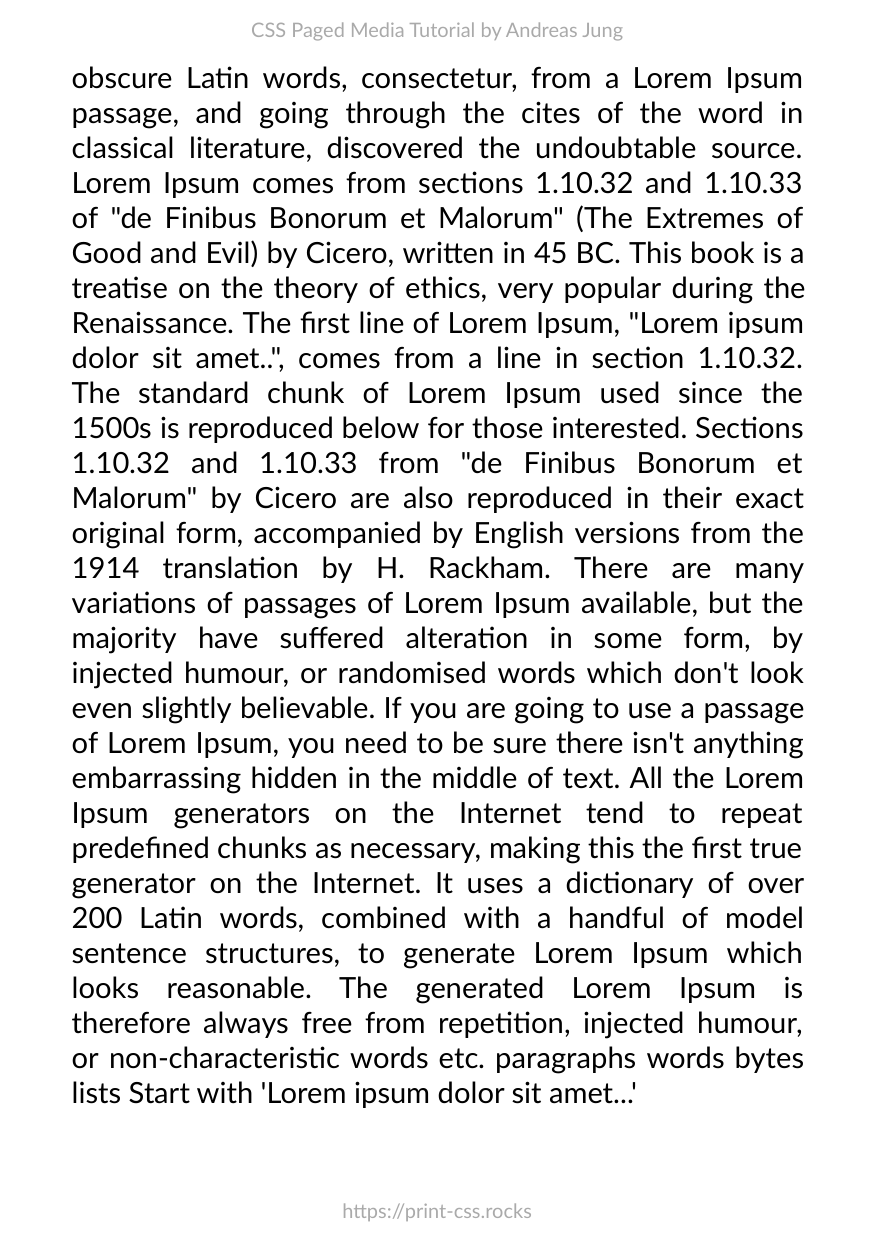 CSS Paged Media Tutorial by Andreas Jung
obscure Latin words, consectetur, from a Lorem Ipsum
passage, and going through the cites of the word in
classical literature, discovered the undoubtable source.
Lorem Ipsum comes from sections 1.10.32 and 1.10.33
of "de Finibus Bonorum et Malorum" (The Extremes of
Good and Evil) by Cicero, written in 45 BC. This book is a
treatise on the theory of ethics, very popular during the
Renaissance. The first line of Lorem Ipsum, "Lorem ipsum
dolor sit amet..", comes from a line in section 1.10.32.
The standard chunk of Lorem Ipsum used since the
1500s is reproduced below for those interested. Sections
1.10.32 and 1.10.33 from "de Finibus Bonorum et
Malorum" by Cicero are also reproduced in their exact
original form, accompanied by English versions from the
1914 translation by H. Rackham. There are many
variations of passages of Lorem Ipsum available, but the
majority have suffered alteration in some form, by
injected humour, or randomised words which don't look
even slightly believable. If you are going to use a passage
of Lorem Ipsum, you need to be sure there isn't anything
embarrassing hidden in the middle of text. All the Lorem
Ipsum generators on the Internet tend to repeat
predefined chunks as necessary, making this the first true
generator on the Internet. It uses a dictionary of over
200 Latin words, combined with a handful of model
sentence structures, to generate Lorem Ipsum which
looks reasonable. The generated Lorem Ipsum is
therefore always free from repetition, injected humour,
or non-characteristic words etc. paragraphs words bytes
lists Start with 'Lorem ipsum dolor sit amet...'
https://print-css.rocks